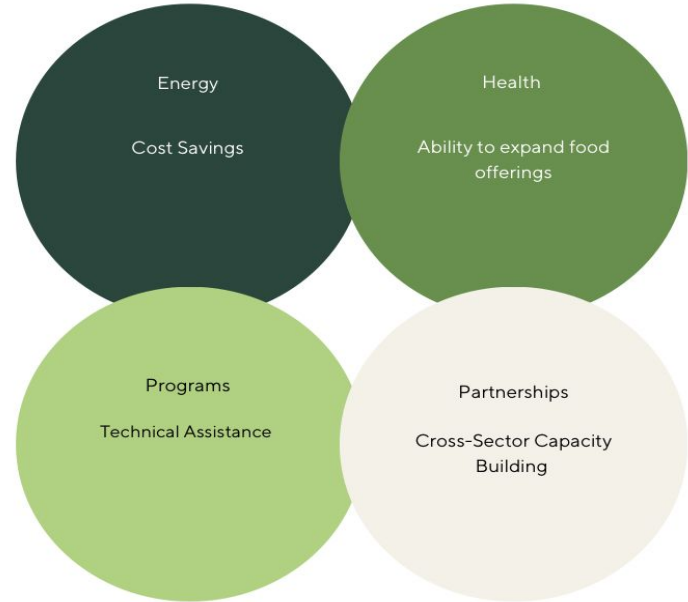 Energy
Cost Savings
Health
Ability to expand food
offerings
Programs
Technical Assistance
Partnerships
Cross-Sector Capacity
Building